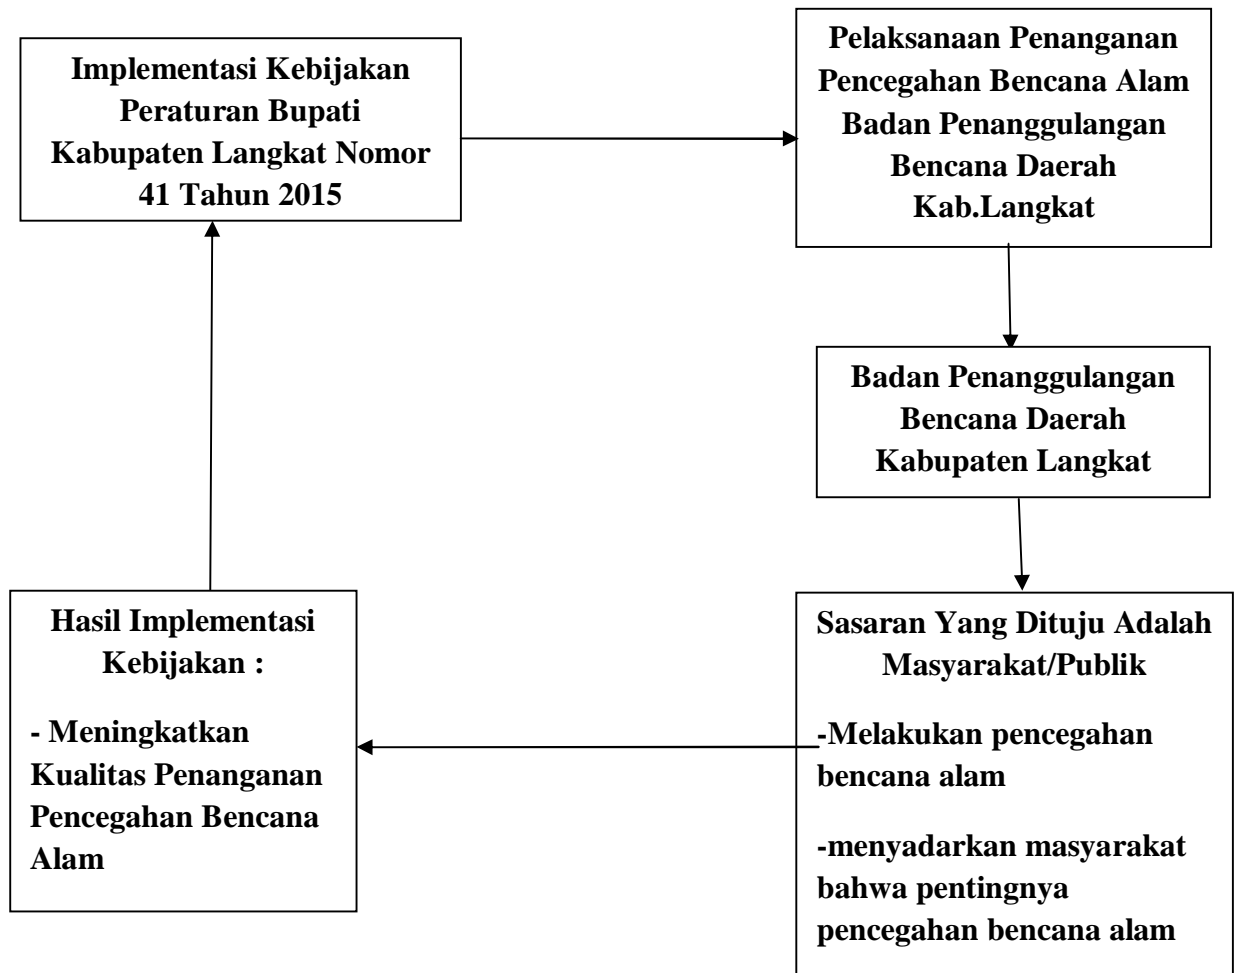 Implementasi Kebijakan
Peraturan Bupati
Kabupaten Langkat Nomor
41 Tahun 2015
Pelaksanaan Penanganan
Pencegahan Bencana Alam
Badan Penanggulangan
Bencana Daerah
Kab.Langkat
Badan Penanggulangan
Bencana Daerah
Kabupaten Langkat
Sasaran Yang Dituju Adalah
Masyarakat/Publik
-Melakukan pencegahan
bencana alam
-menyadarkan masyarakat
bahwa pentingnya
pencegahan bencana alam
Hasil Implementasi
Kebijakan :
- Meningkatkan
Kualitas Penanganan
Pencegahan Bencana
Alam